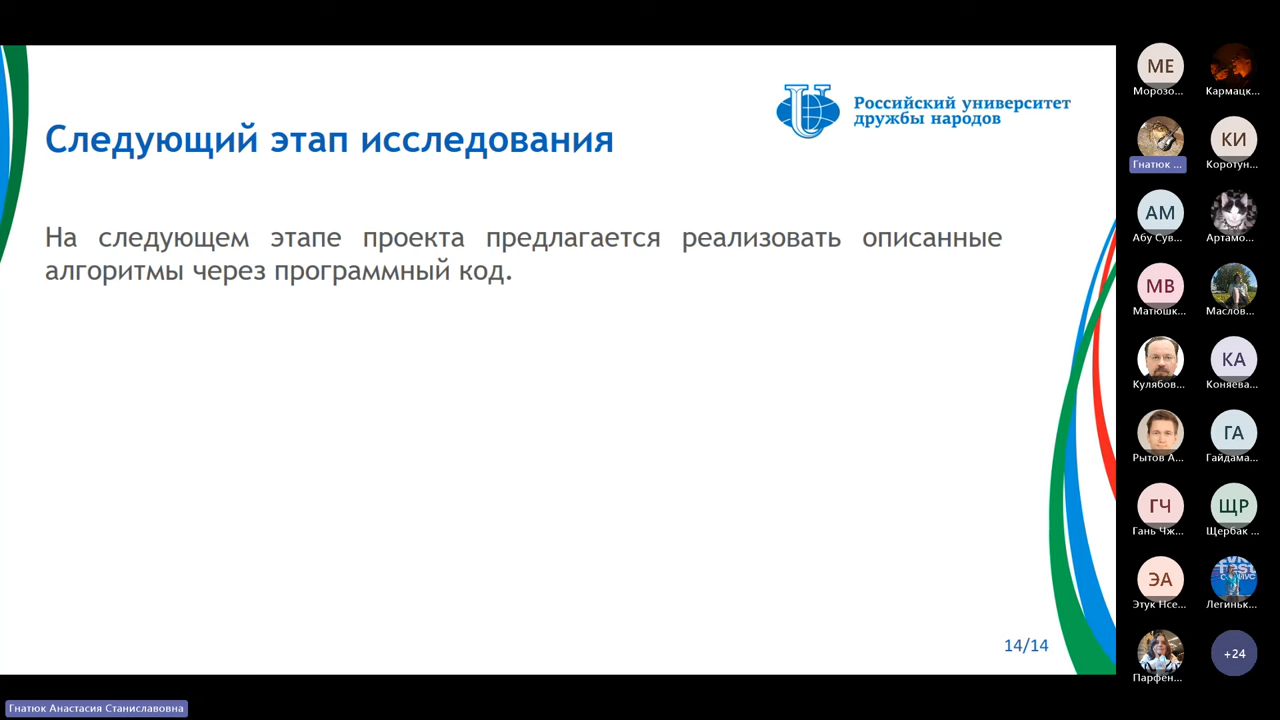 Российский университет
дружбы народов
Следующий этап исследования
На следующем этапе проекта предлагается реализовать описанные
алгоритмы через программный код.
14/14
МЕ
Морозо...
Кармацк...
Гнатюк ...
КИ
Коротун...
АМ
Абу Сув...
Артамо...
МВ
Матюшк...
Маслов...
Кулябов...
КА
Коняева...
Рытов А...
ГА
Гайдама...
ГЧ
Гань Чж...
ЩР
Щербак ...
ЭА
Этук Нсе...
Легиньк...
Парфен...
+24
Гнатюк Анастасия Станиславовна